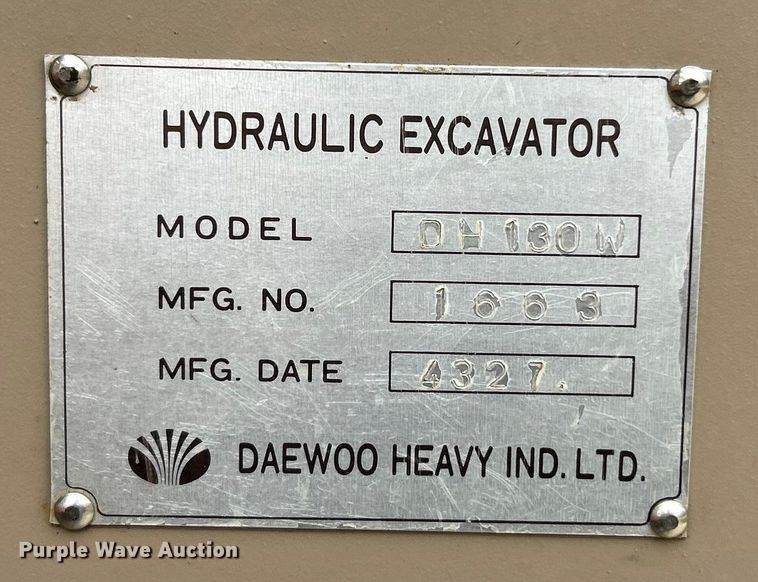 HYDRAULIC EXCAVATOR
MODEL DH130W
MFG. NO. 1663
MFG. DATE 4327.
DAEWOO HEAVY IND. LTD.
Purple Wave Auction